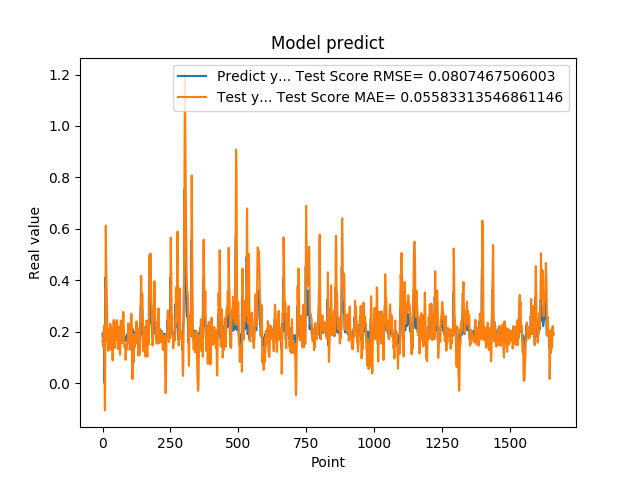 Model predict
Predict y... Test Score RMSE= 0.0807467506003
Test y... Test Score MAE= 0.05583313546861146
1.2
1.0
0.8
0.6
0.4
0.2
0.0
Real value
0 250 500 750 1000 1250 1500
Point